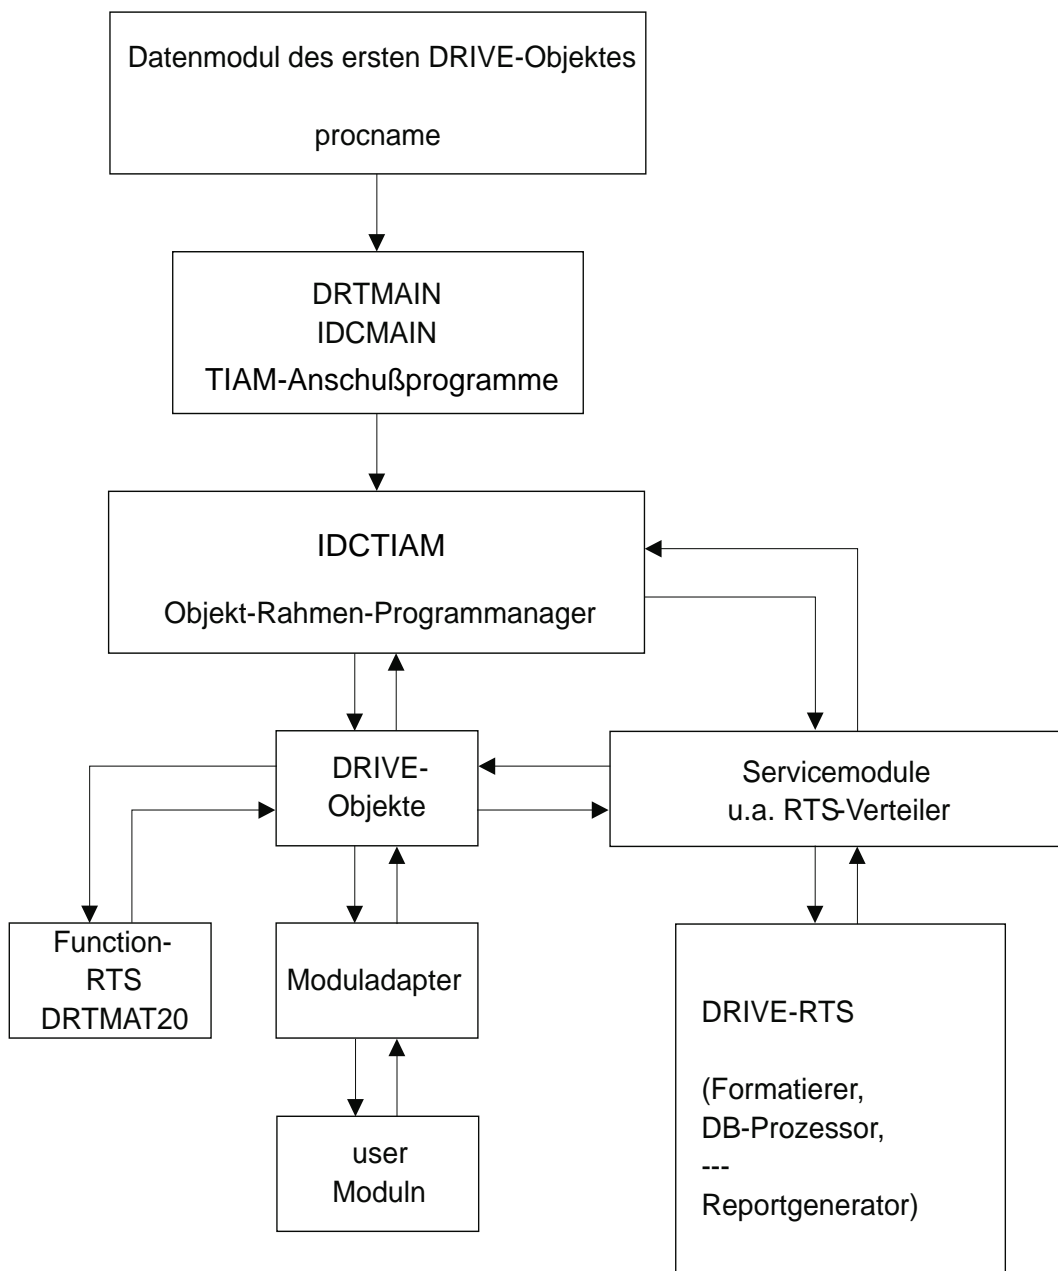 Datenmodul des ersten DRIVE-Objektes
procname
DRTMAIN
IDCMAIN
TIAM-Anschußprogramme
IDCTIAM
Objekt-Rahmen-Programmanager
DRIVE-
Objekte
Servicemodule
u.a. RTS-Verteiler
Function-
RTS
DRTMAT20
Moduladapter
DRIVE-RTS
(Formatierer,
DB-Prozessor,
---
Reportgenerator)
user
Moduln